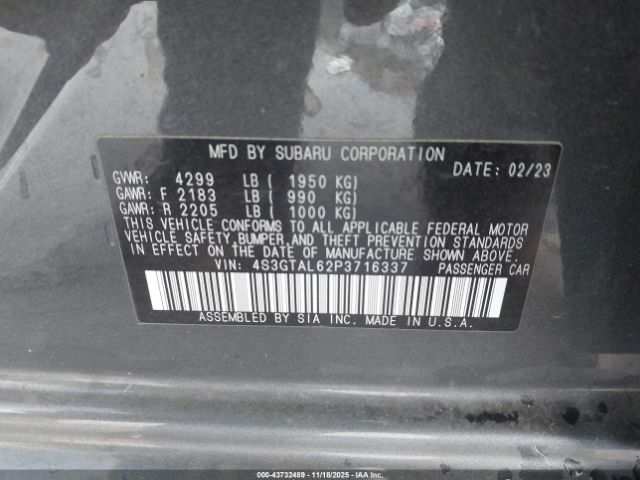 MFD BY SUBARU CORPORATION
DATE: 02/23
GVWR: 4299 LB ( 1950 KG)
GAWR: F 2183 LB ( 990 KG)
GAWR: R 2205 LB ( 1000 KG)
THIS VEHICLE CONFORMS TO ALL APPLICABLE FEDERAL MOTOR
VEHICLE SAFETY, BUMPER, AND THEFT PREVENTION STANDARDS
IN EFFECT ON THE DATE OF MANUFACTURE SHOWN ABOVE.
VIN: 4S3GTAL62P3716337 PASSENGER CAR
ASSEMBLED BY SIA INC. MADE IN U.S.A.
00-43732489 | 11/18/2025 | © IAA, Inc.